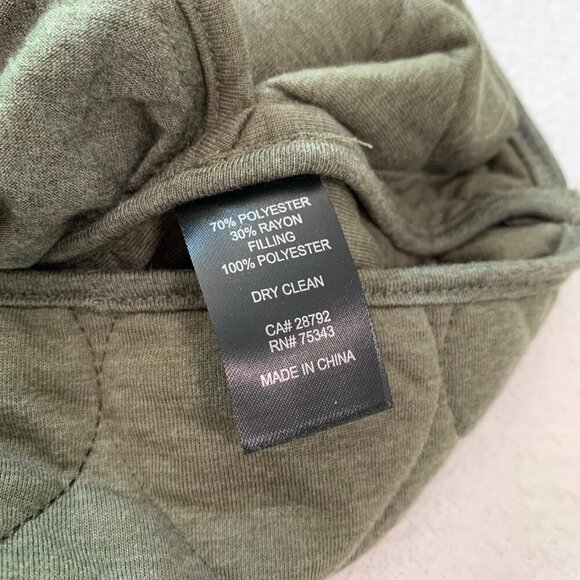 70% POLYESTER
30% RAYON
FILLING
100% POLYESTER
DRY CLEAN
CA# 28792
RN# 75343
MADE IN CHINA